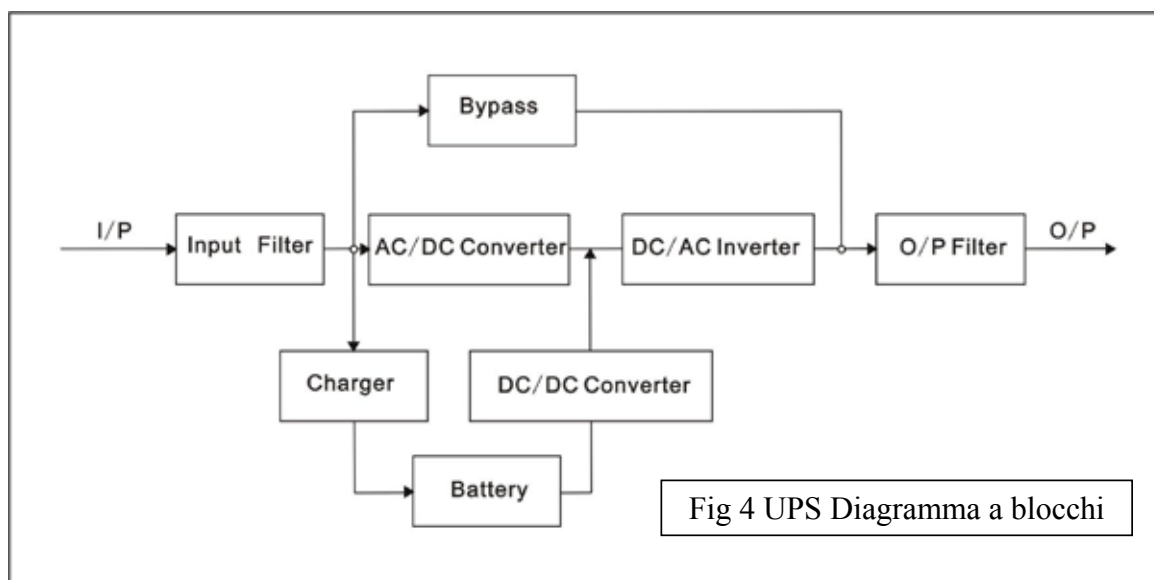 Bypass
I/P
Input Filter
AC/DC Converter
DC/AC Inverter
O/P Filter
O/P
Charger
DC/DC Converter
Battery
Fig 4 UPS Diagramma a blocchi